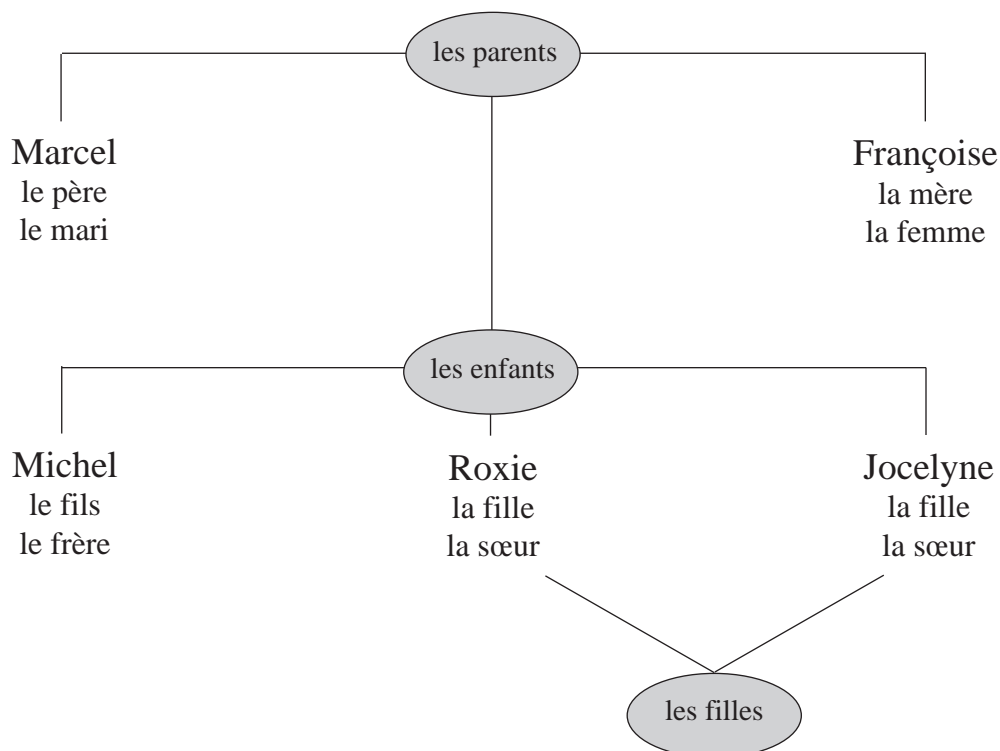 les parents
Marcel
le père
le mari
Françoise
la mère
la femme
les enfants
Michel
le fils
le frère
Roxie
la fille
la sœur
Jocelyne
la fille
la sœur
les filles